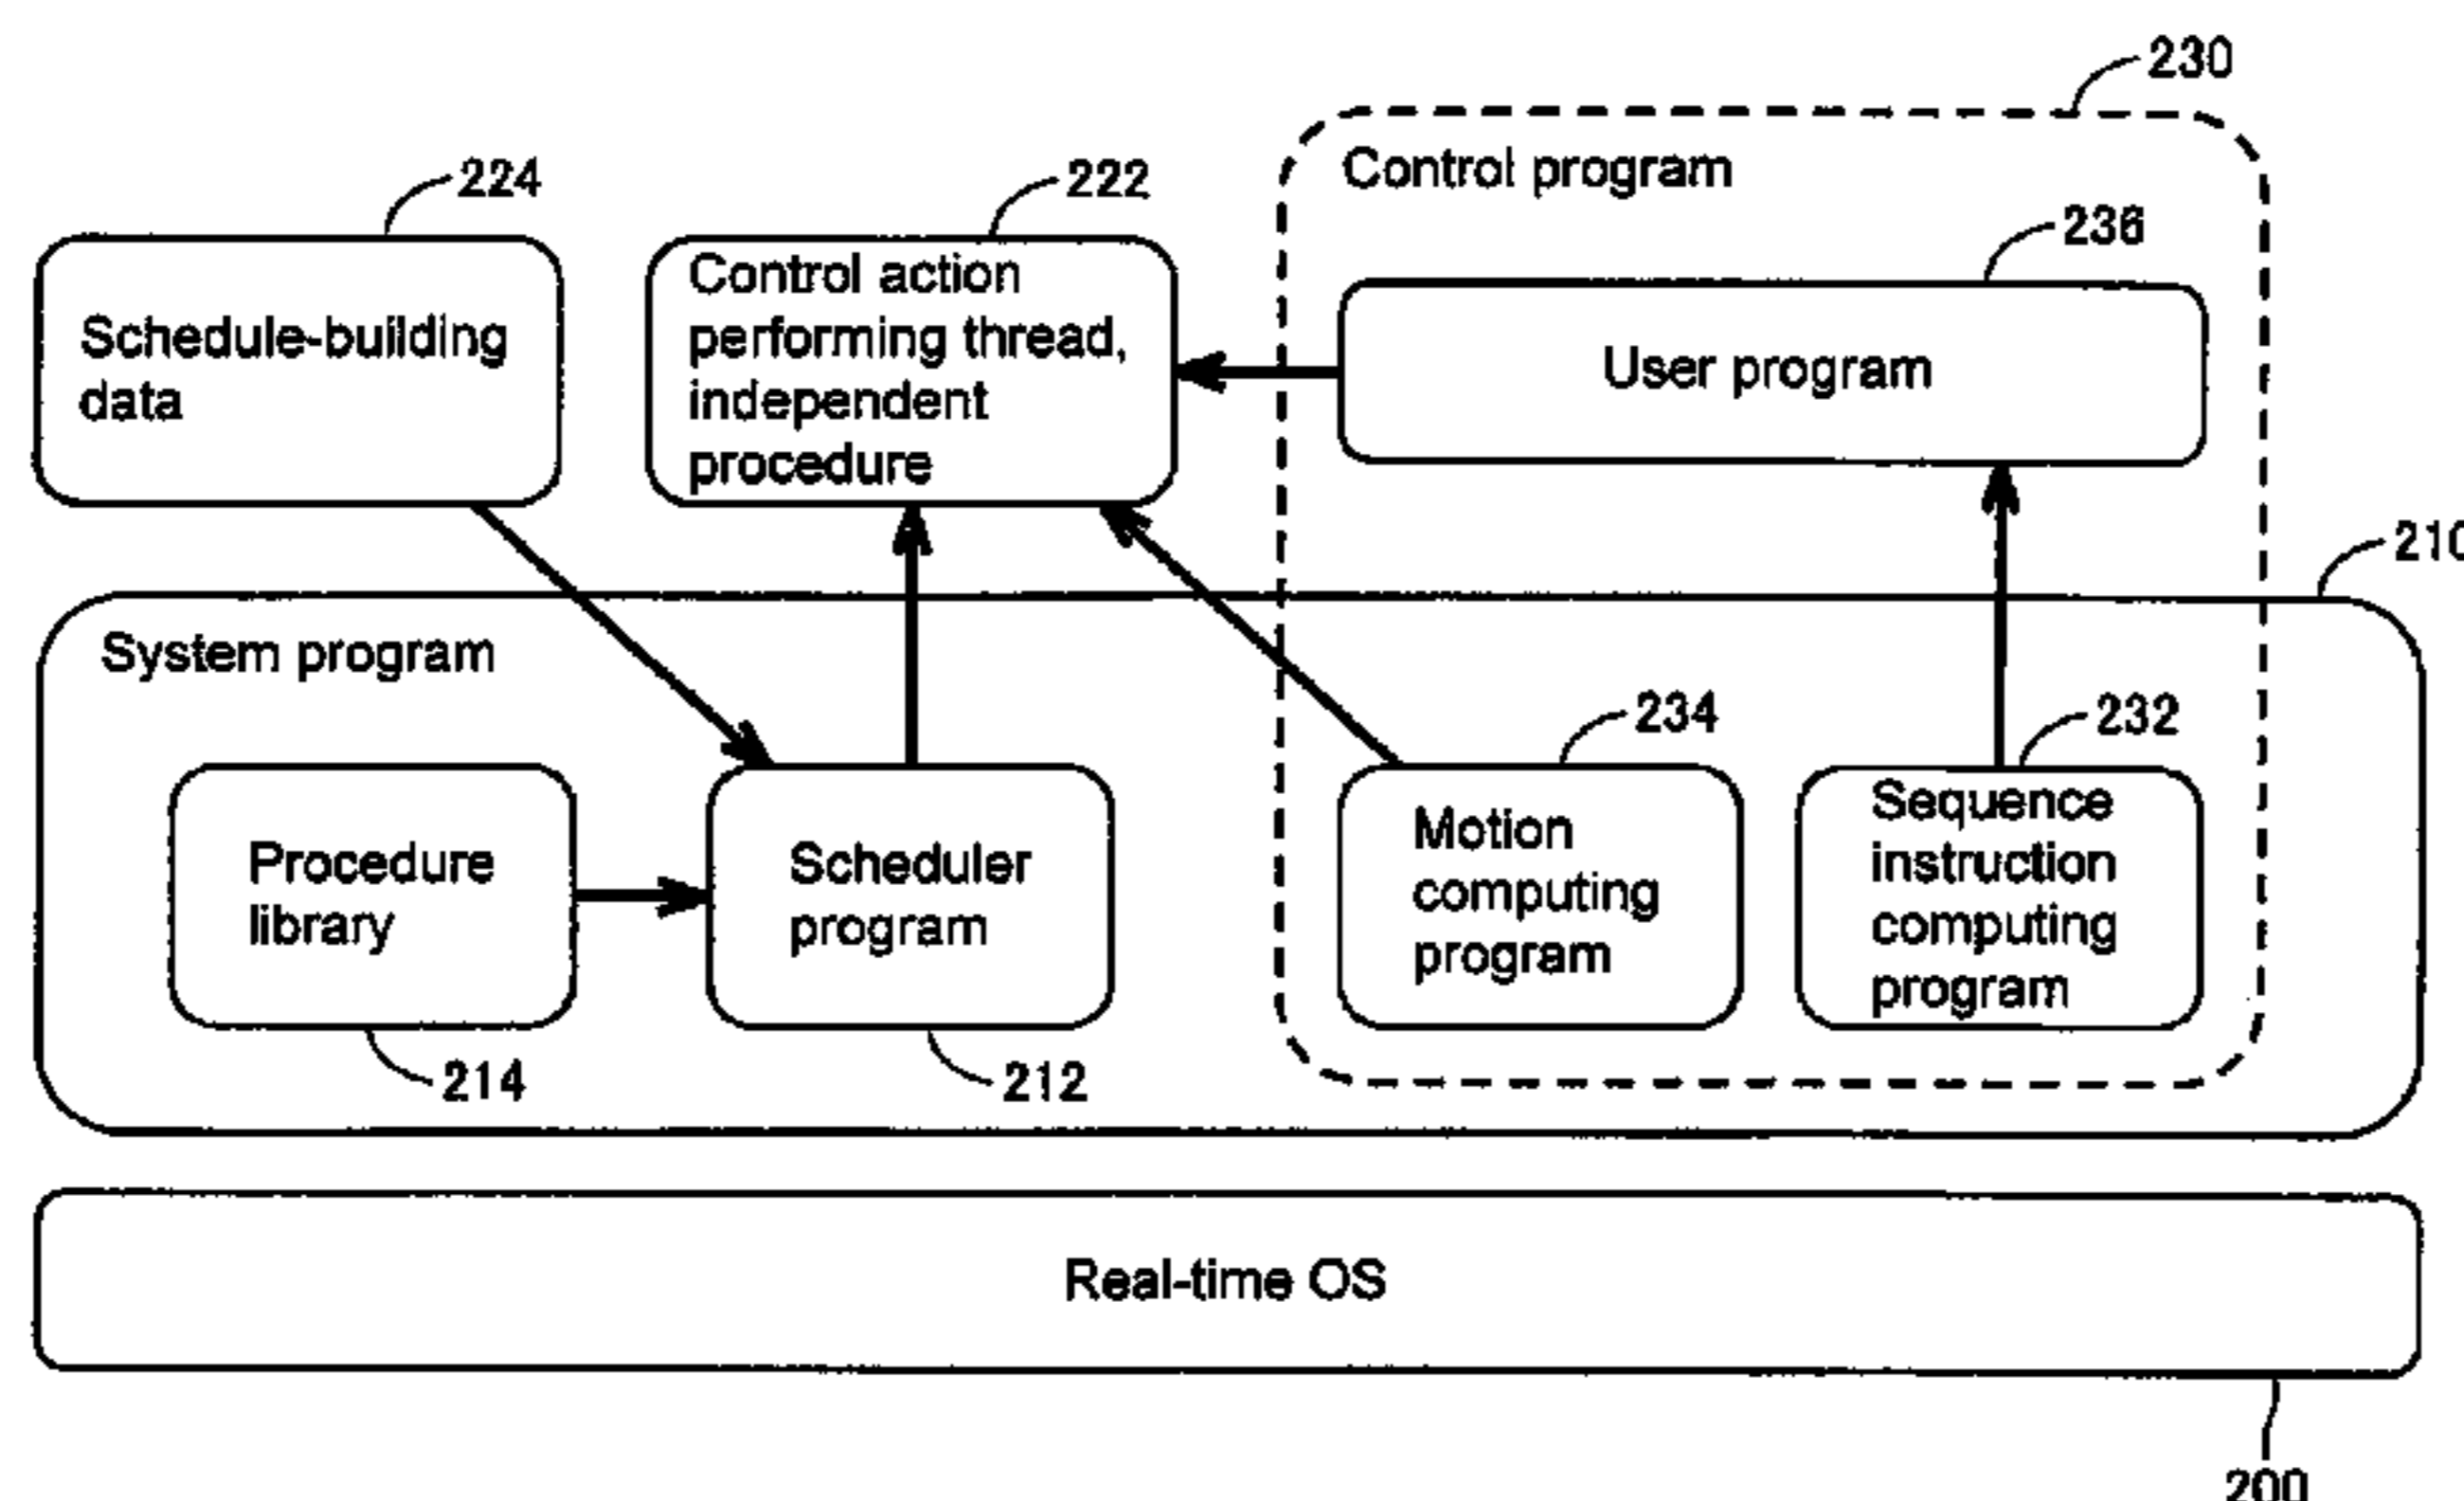 230
Control program
224
222
236
Schedule-building
data
Control action
performing thread,
independent
procedure
User program
210
System program
234
232
Procedure
library
Scheduler
program
Motion
computing
program
Sequence
instruction
computing
program
214
212
Real-time OS
200